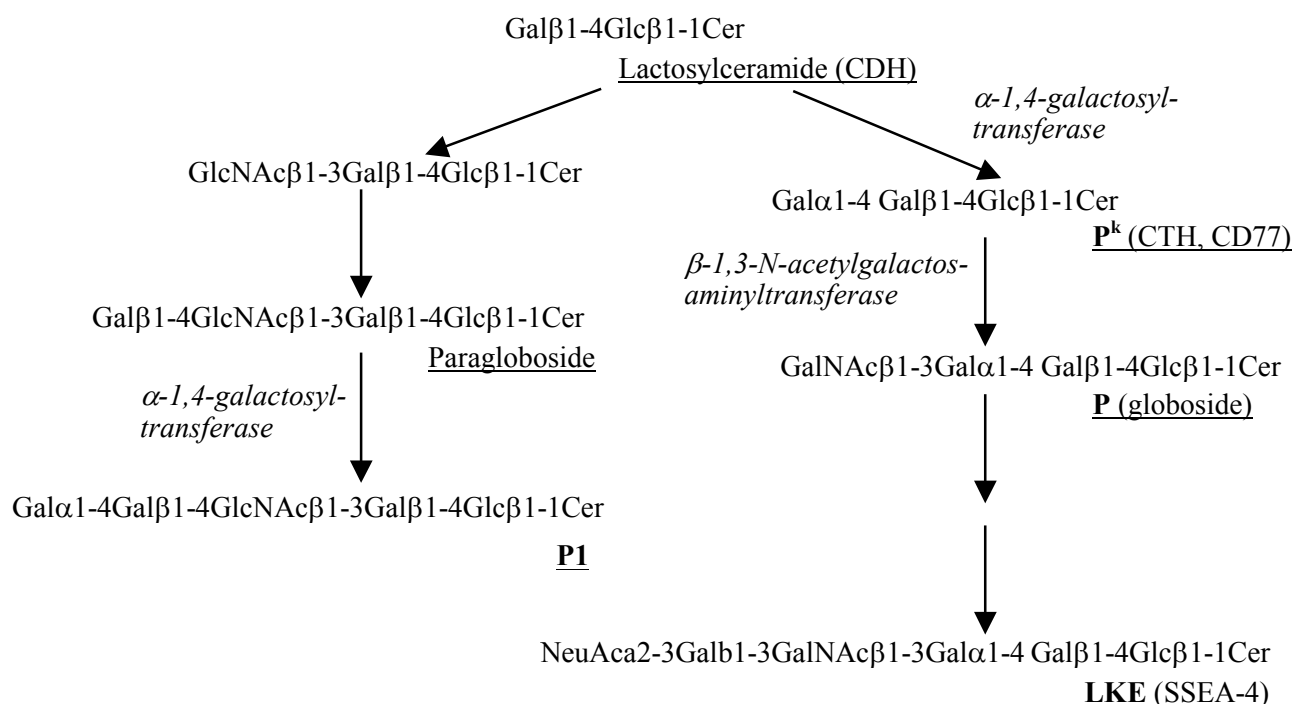 Galβ1-4Glcβ1-1Cer
Lactosylceramide (CDH)
α-1,4-galactosyl-
transferase
GlcNAcβ1-3Galβ1-4Glcβ1-1Cer
Galα1-4 Galβ1-4Glcβ1-1Cer
Pᵏ (CTH, CD77)
β-1,3-N-acetylgalactos-
aminyltransferase
Galβ1-4GlcNAcβ1-3Galβ1-4Glcβ1-1Cer
Paragloboside
GalNAcβ1-3Galα1-4 Galβ1-4Glcβ1-1Cer
P (globoside)
α-1,4-galactosyl-
transferase
Galα1-4Galβ1-4GlcNAcβ1-3Galβ1-4Glcβ1-1Cer
P1
NeuAca2-3Galb1-3GalNAcβ1-3Galα1-4 Galβ1-4Glcβ1-1Cer
LKE (SSEA-4)